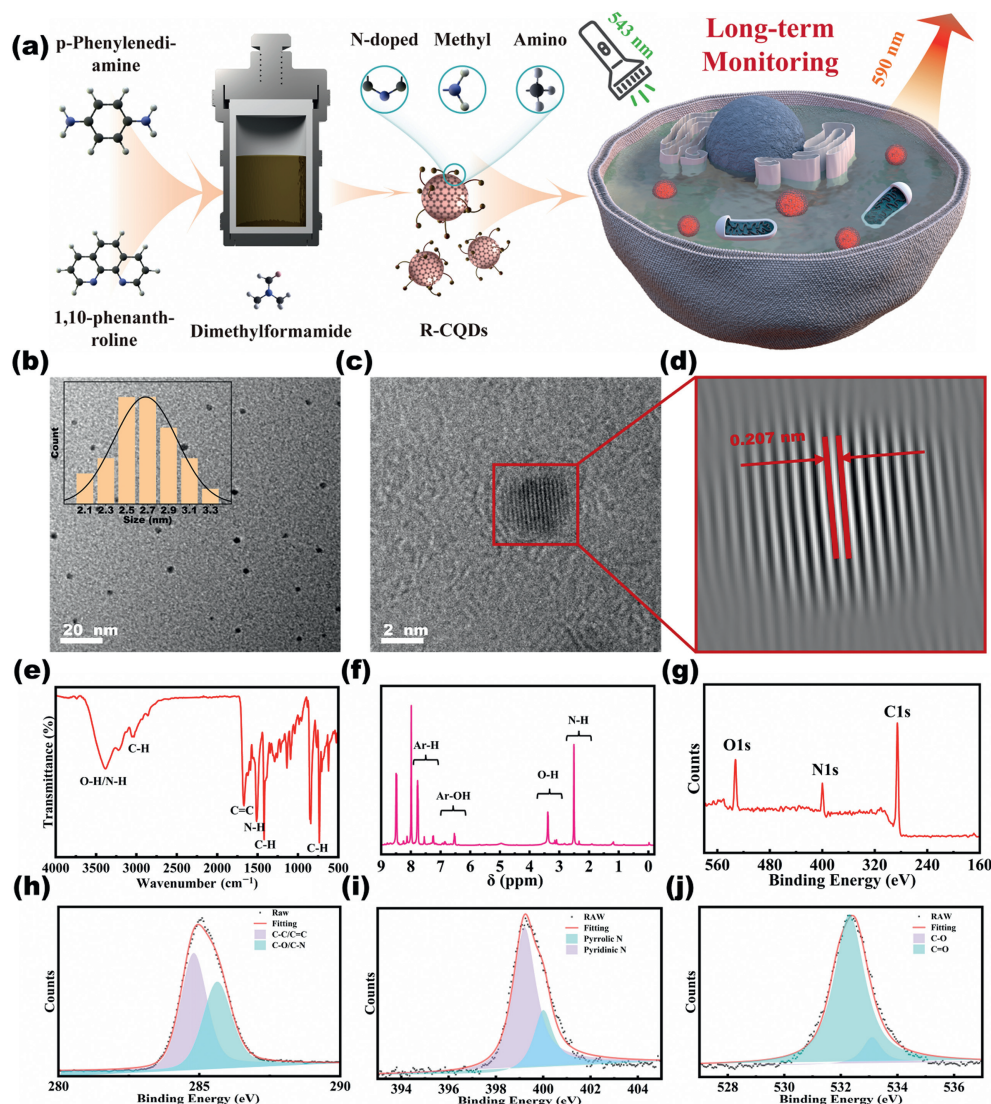 (a)
p-Phenylenedi-
amine
1,10-phenanth-
roline
Dimethylformamide
N-doped
Methyl
Amino
R-CQDs
543 nm
Long-term
Monitoring
590 nm
(b)
Count
2.1 2.3 2.5 2.7 2.9 3.1 3.3
Size (nm)
20 nm
(c)
2 nm
(d)
0.207 nm
(e)
Transmittance (%)
O-H/N-H
C-H
C=C
N-H
C-H
C-H
4000 3500 3000 2500 2000 1500 1000 500
Wavenumber (cm⁻¹)
(f)
Ar-H
Ar-OH
O-H
N-H
9 8 7 6 5 4 3 2 1 0
δ (ppm)
(g)
Counts
O1s
N1s
C1s
560 480 400 320 240 160
Binding Energy (eV)
(h)
Counts
Raw
Fitting
C-C/C=C
C-O/C-N
280 285 290
Binding Energy (eV)
(i)
Counts
RAW
Fitting
Pyrrolic N
Pyridinic N
394 396 398 400 402 404
Binding Energy (eV)
(j)
Counts
RAW
Fitting
C-O
C=O
528 530 532 534 536
Binding Energy (eV)